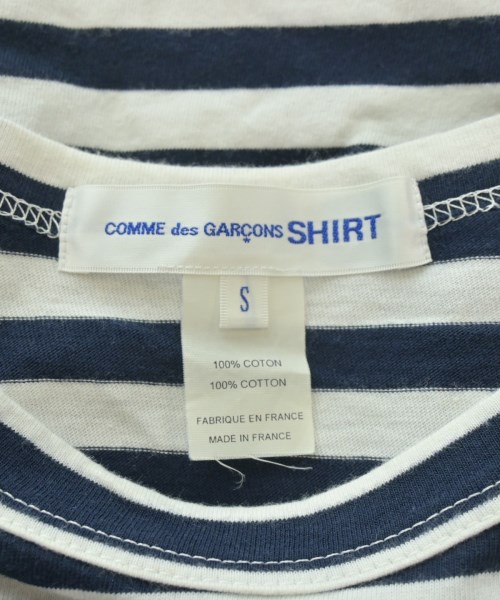 COMME des GARÇONS SHIRT
S
100% COTON
100% COTTON
FABRIQUE EN FRANCE
MADE IN FRANCE